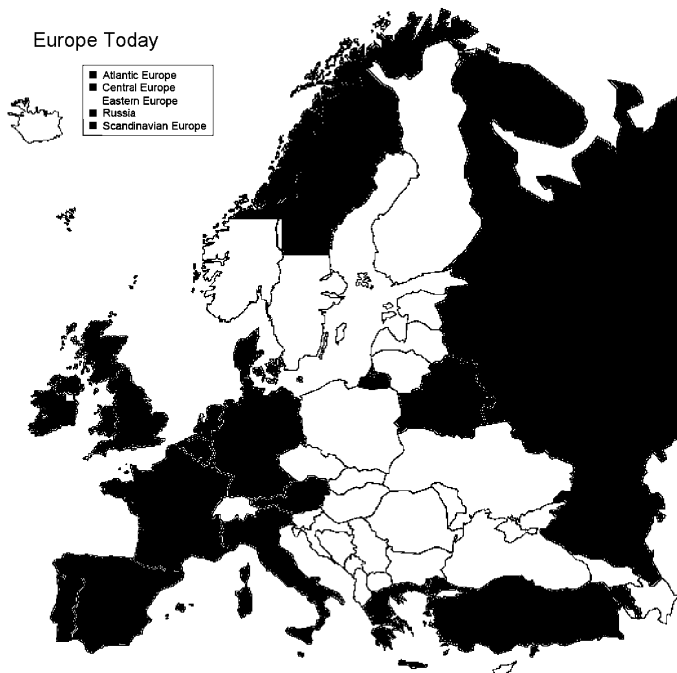 Europe Today
Atlantic Europe
Central Europe
Eastern Europe
Russia
Scandinavian Europe